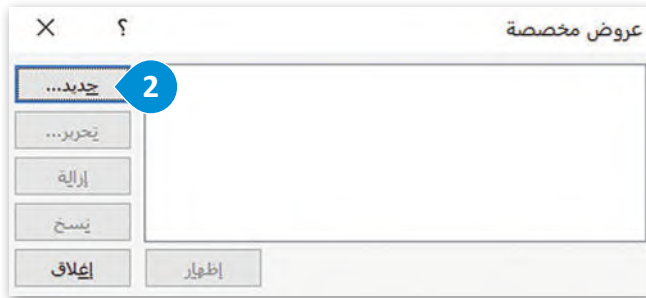 عروض مخصصة
؟
جديد...
2
تحرير...
إزالة
نسخ
إغلاق
إظهار